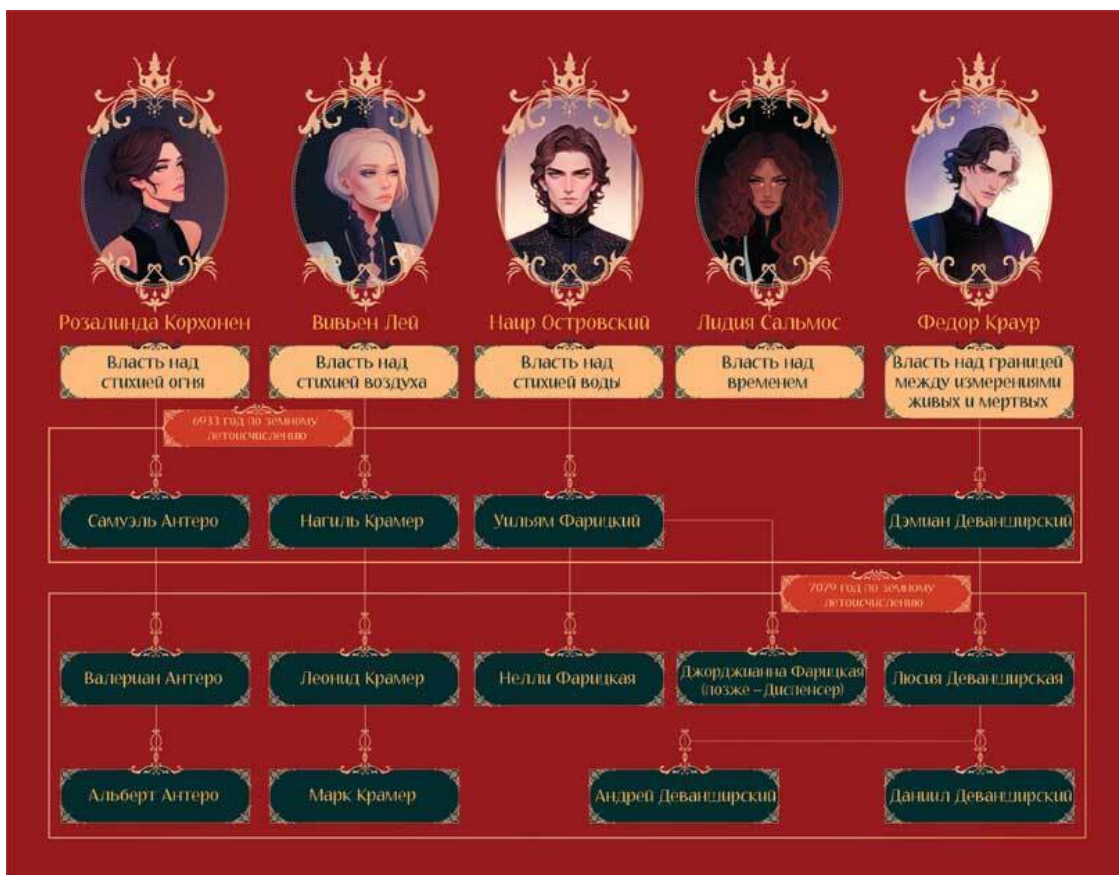 Розалинда Корхонен
Вивьен Лей
Наир Островский
Лидия Сальмос
Федор Краур
Власть над
стихией огня
Власть над
стихией воздуха
Власть над
стихией воды
Власть над
временем
Власть над границей
между измерениями
живых и мертвых
6933 год по земному
летоисчислению
Самуэль Антеро
Нагиль Крамер
Уильям Фарицкий
Дэмиан Деванширский
7079 год по земному
летоисчислению
Валериан Антеро
Леонид Крамер
Нелли Фарицкая
Джорджианна Фарицкая
(позже – Диспенсер)
Люсия Деванширская
Альберт Антеро
Марк Крамер
Андрей Деванширский
Даниил Деванширский